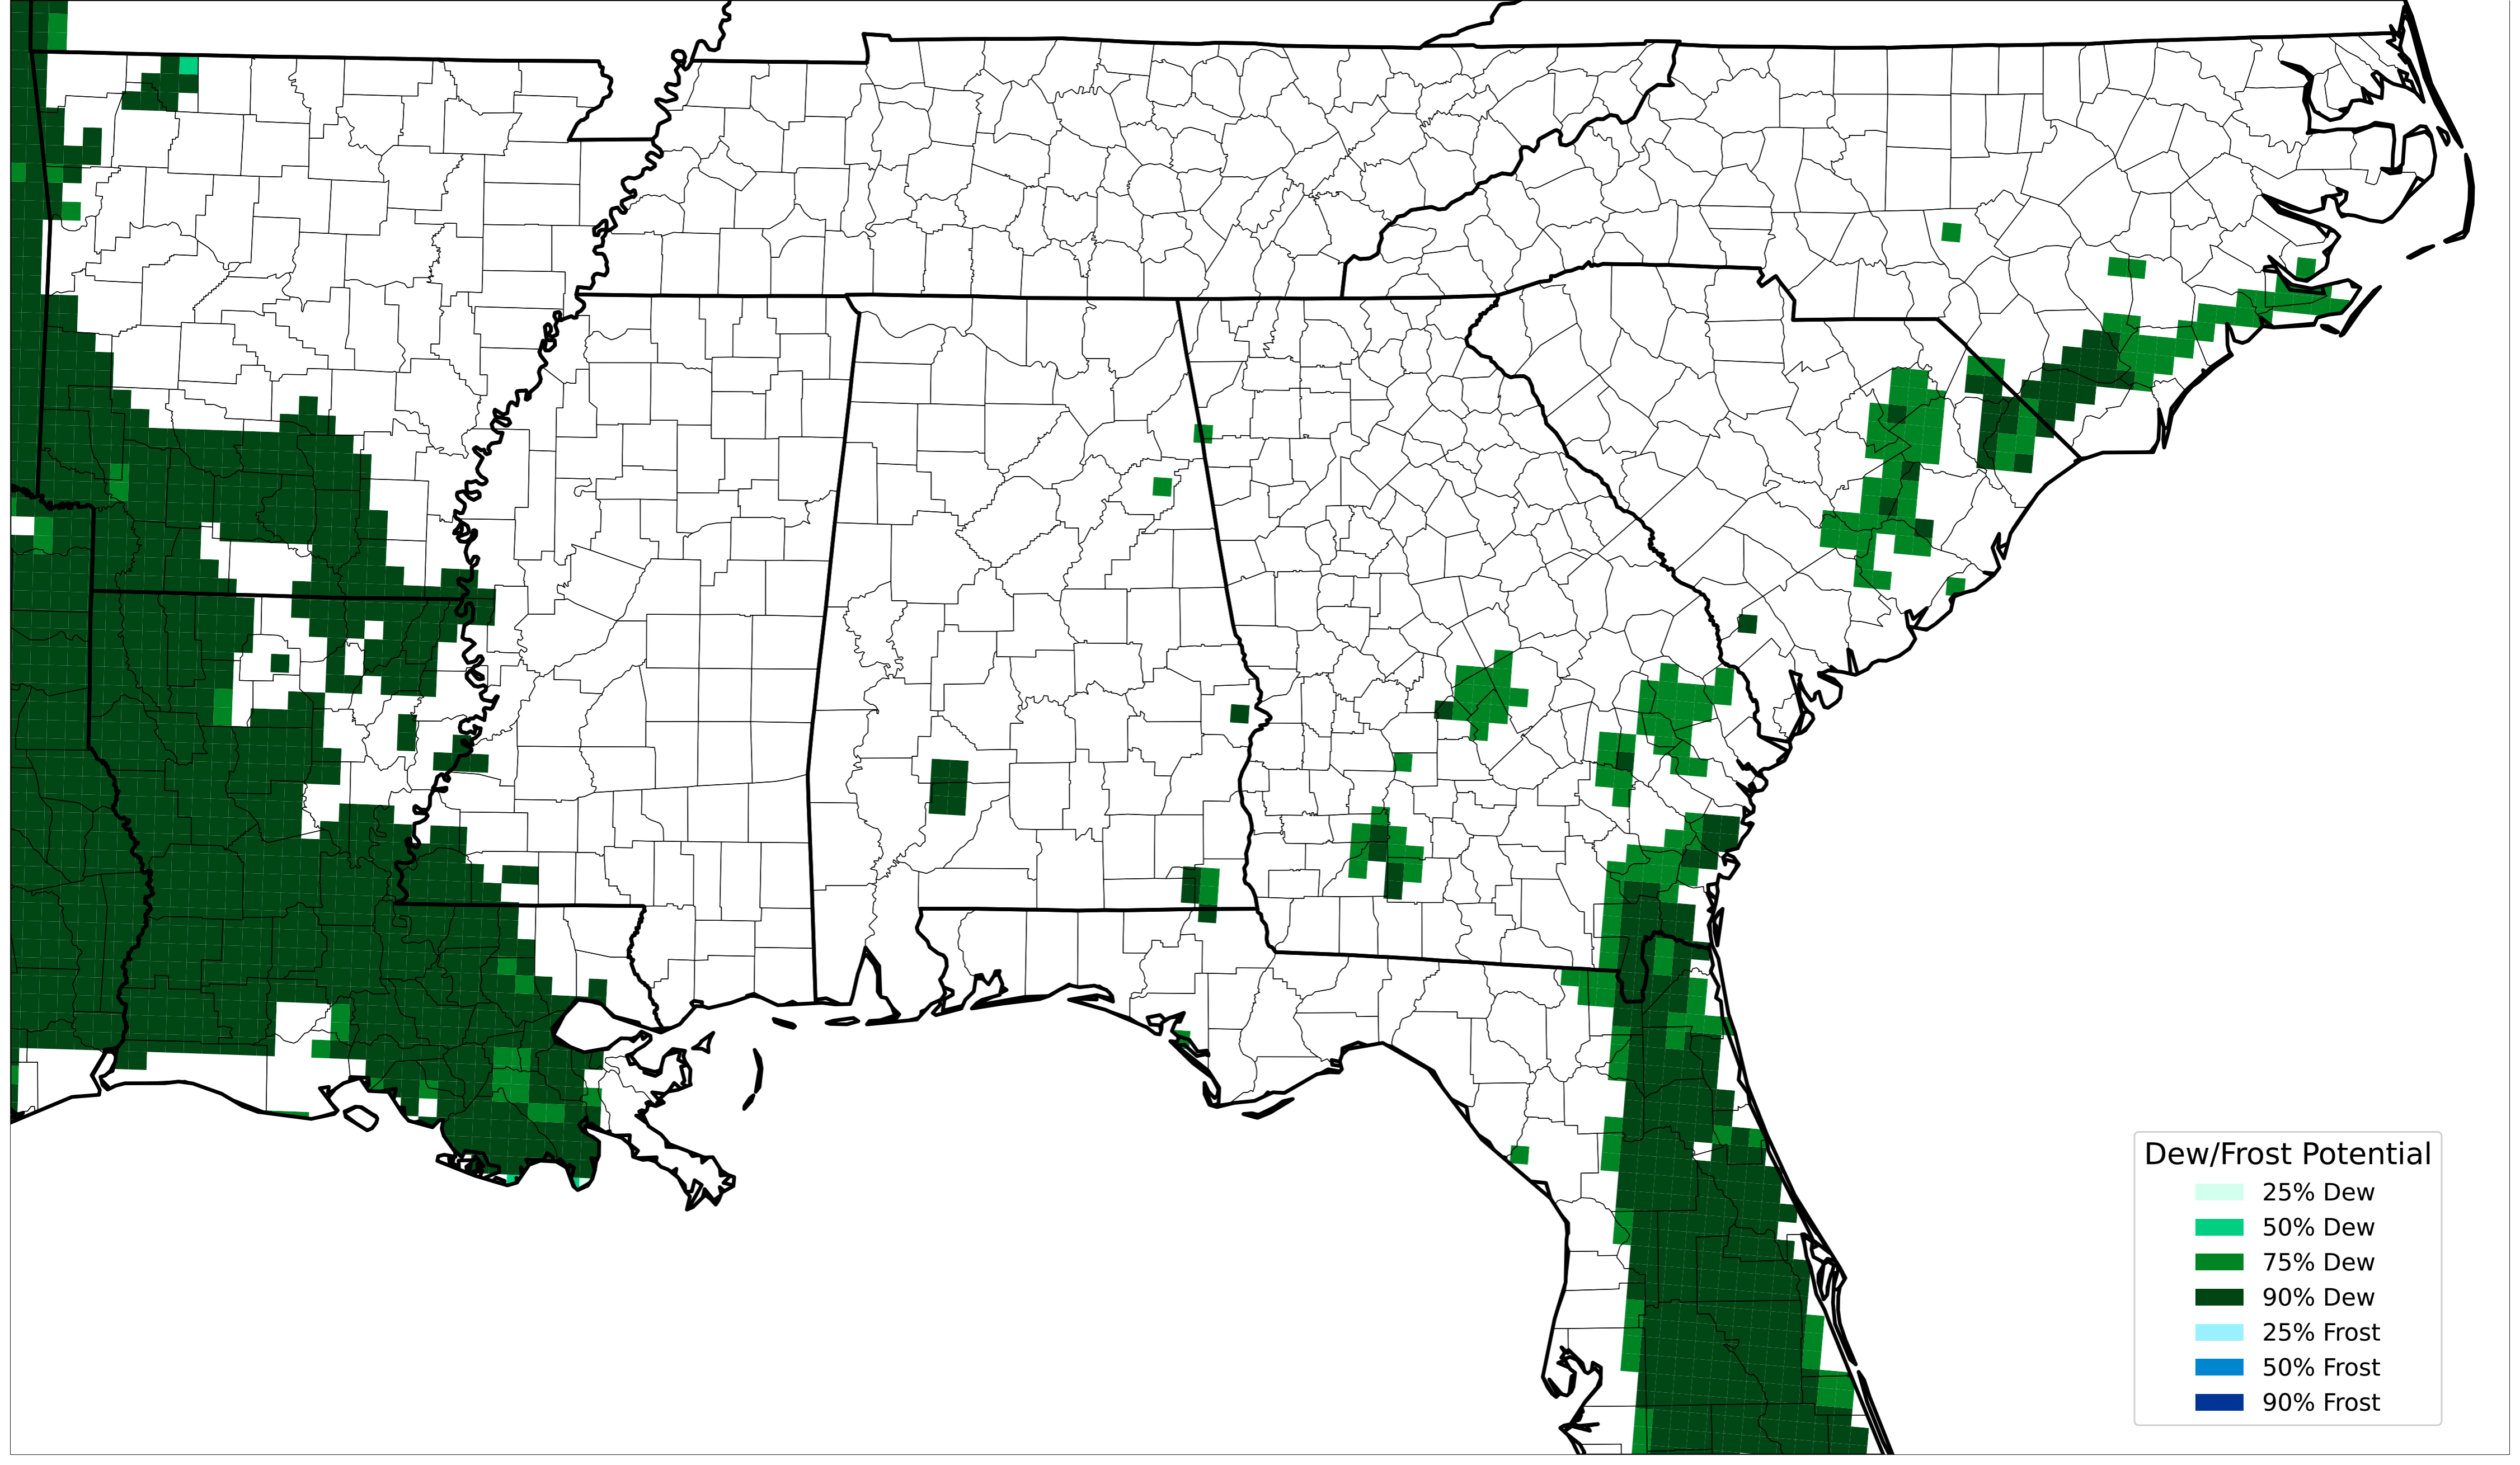 Dew/Frost Potential
25% Dew
50% Dew
75% Dew
90% Dew
25% Frost
50% Frost
90% Frost